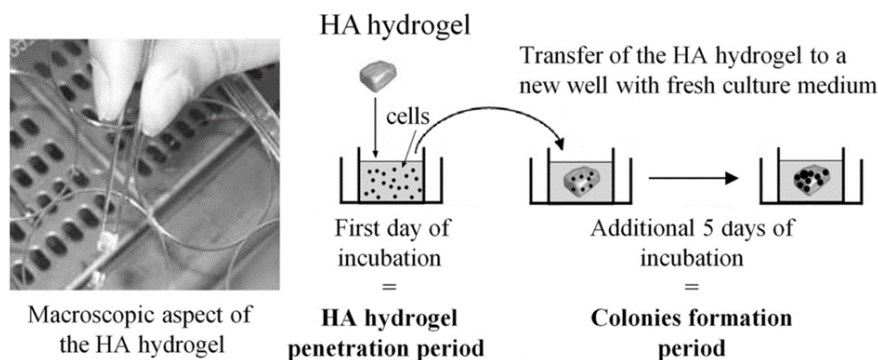 HA hydrogel
Transfer of the HA hydrogel to a
new well with fresh culture medium
cells
First day of
incubation
=
HA hydrogel
penetration period
Additional 5 days of
incubation
=
Colonies formation
period
Macroscopic aspect of
the HA hydrogel